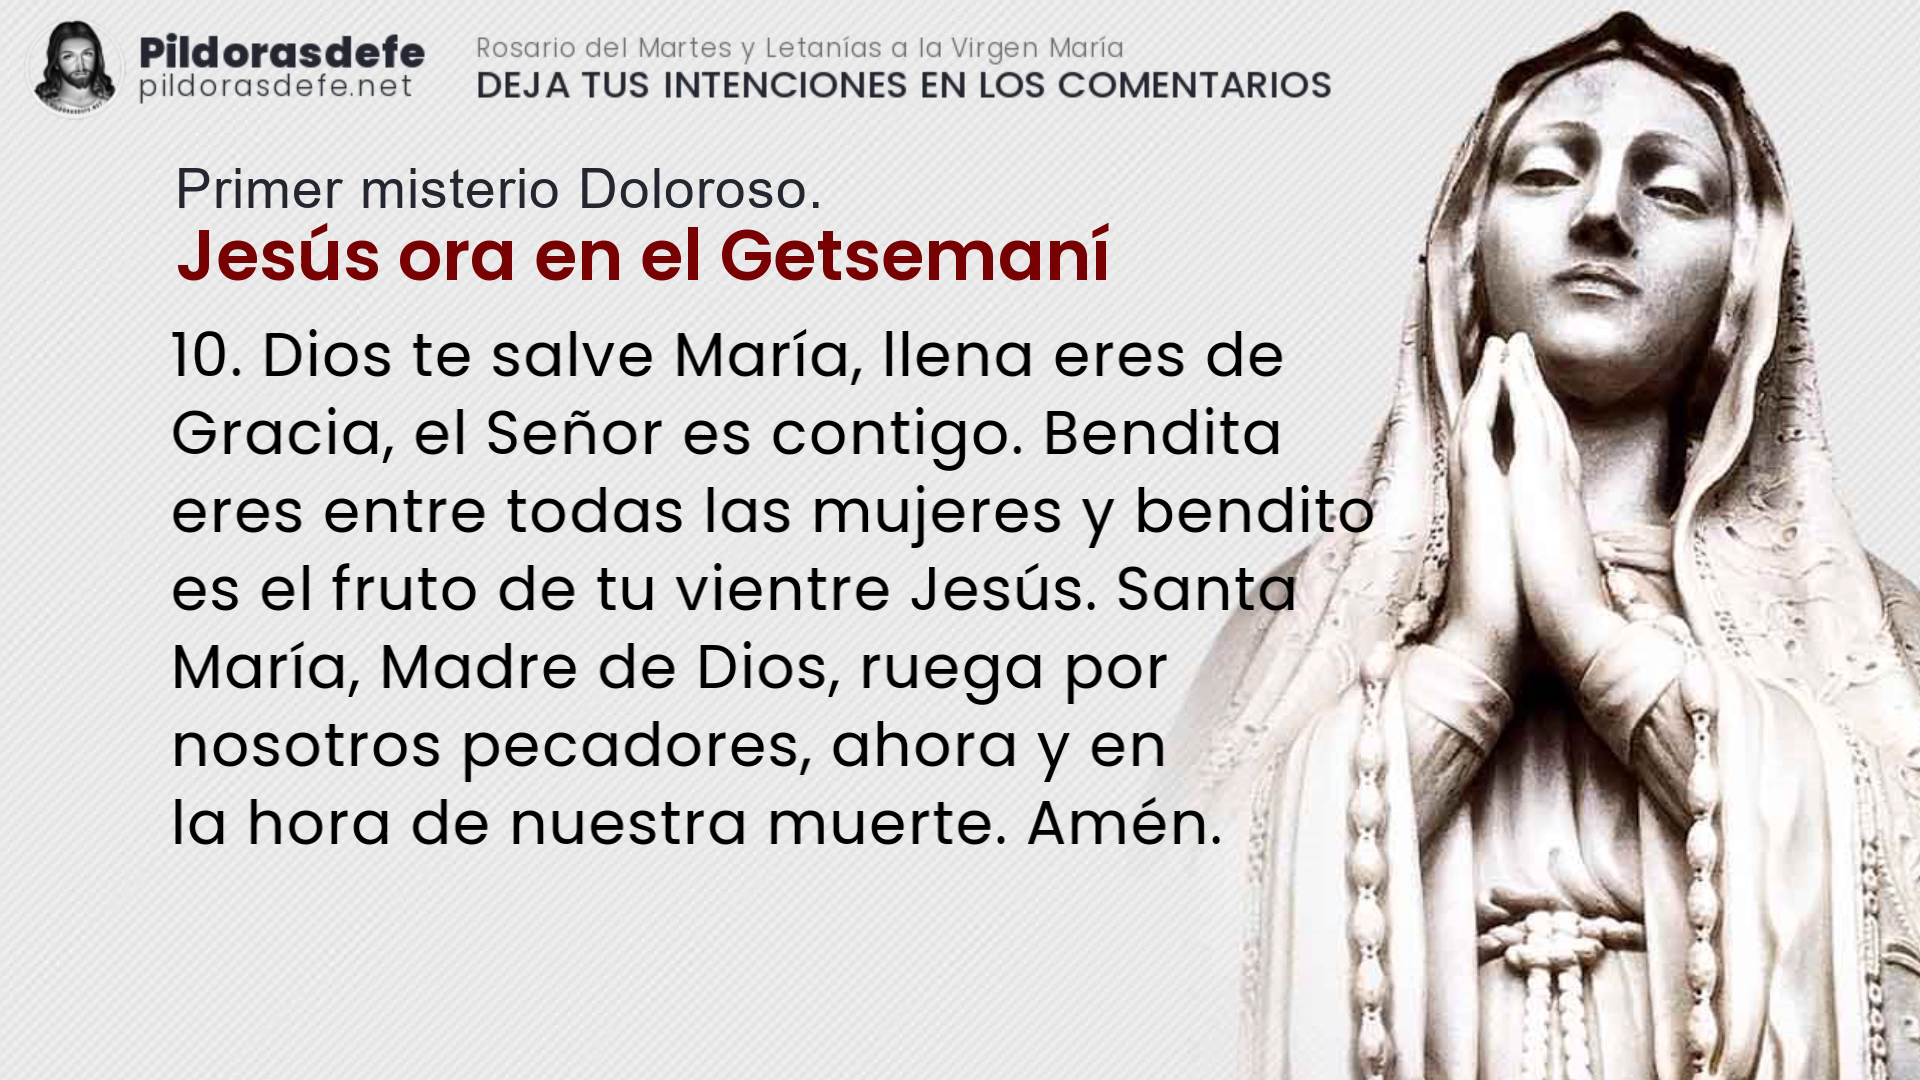 Pildorasdefe
pildorasdefe.net
Rosario del Martes y Letanías a la Virgen María
DEJA TUS INTENCIONES EN LOS COMENTARIOS
Primer misterio Doloroso.
Jesús ora en el Getsemaní
10. Dios te salve María, llena eres de
Gracia, el Señor es contigo. Bendita
eres entre todas las mujeres y bendito
es el fruto de tu vientre Jesús. Santa
María, Madre de Dios, ruega por
nosotros pecadores, ahora y en
la hora de nuestra muerte. Amén.